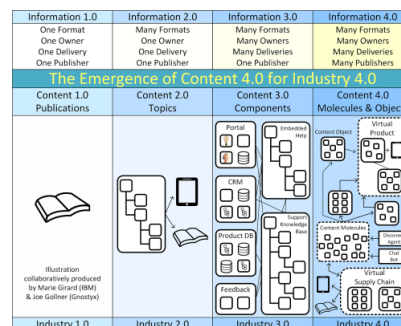 Information 1.0
Information 2.0
Information 3.0
Information 4.0
One Format
One Owner
One Delivery
One Publisher
Many Formats
One Owner
One Delivery
One Publisher
Many Formats
Many Owners
Many Deliveries
One Publisher
Many Formats
Many Owners
Many Deliveries
Many Publishers
The Emergence of Content 4.0 for Industry 4.0
Content 1.0
Publications
Content 2.0
Topics
Content 3.0
Components
Content 4.0
Molecules & Objec
Illustration
collaboratively produced
by Marie Girard (IBM)
& Joe Gollner (Gnostyx)
Portal
CRM
Product DB
Feedback
Embedded
Help
Support
Knowledge
Base
Virtual
Product
Content Object
Content Molecules
Discove
Agent
Chat
Bot
Virtual
Supply Chain
Industry 1.0
Industry 2.0
Industry 3.0
Industry 4.0